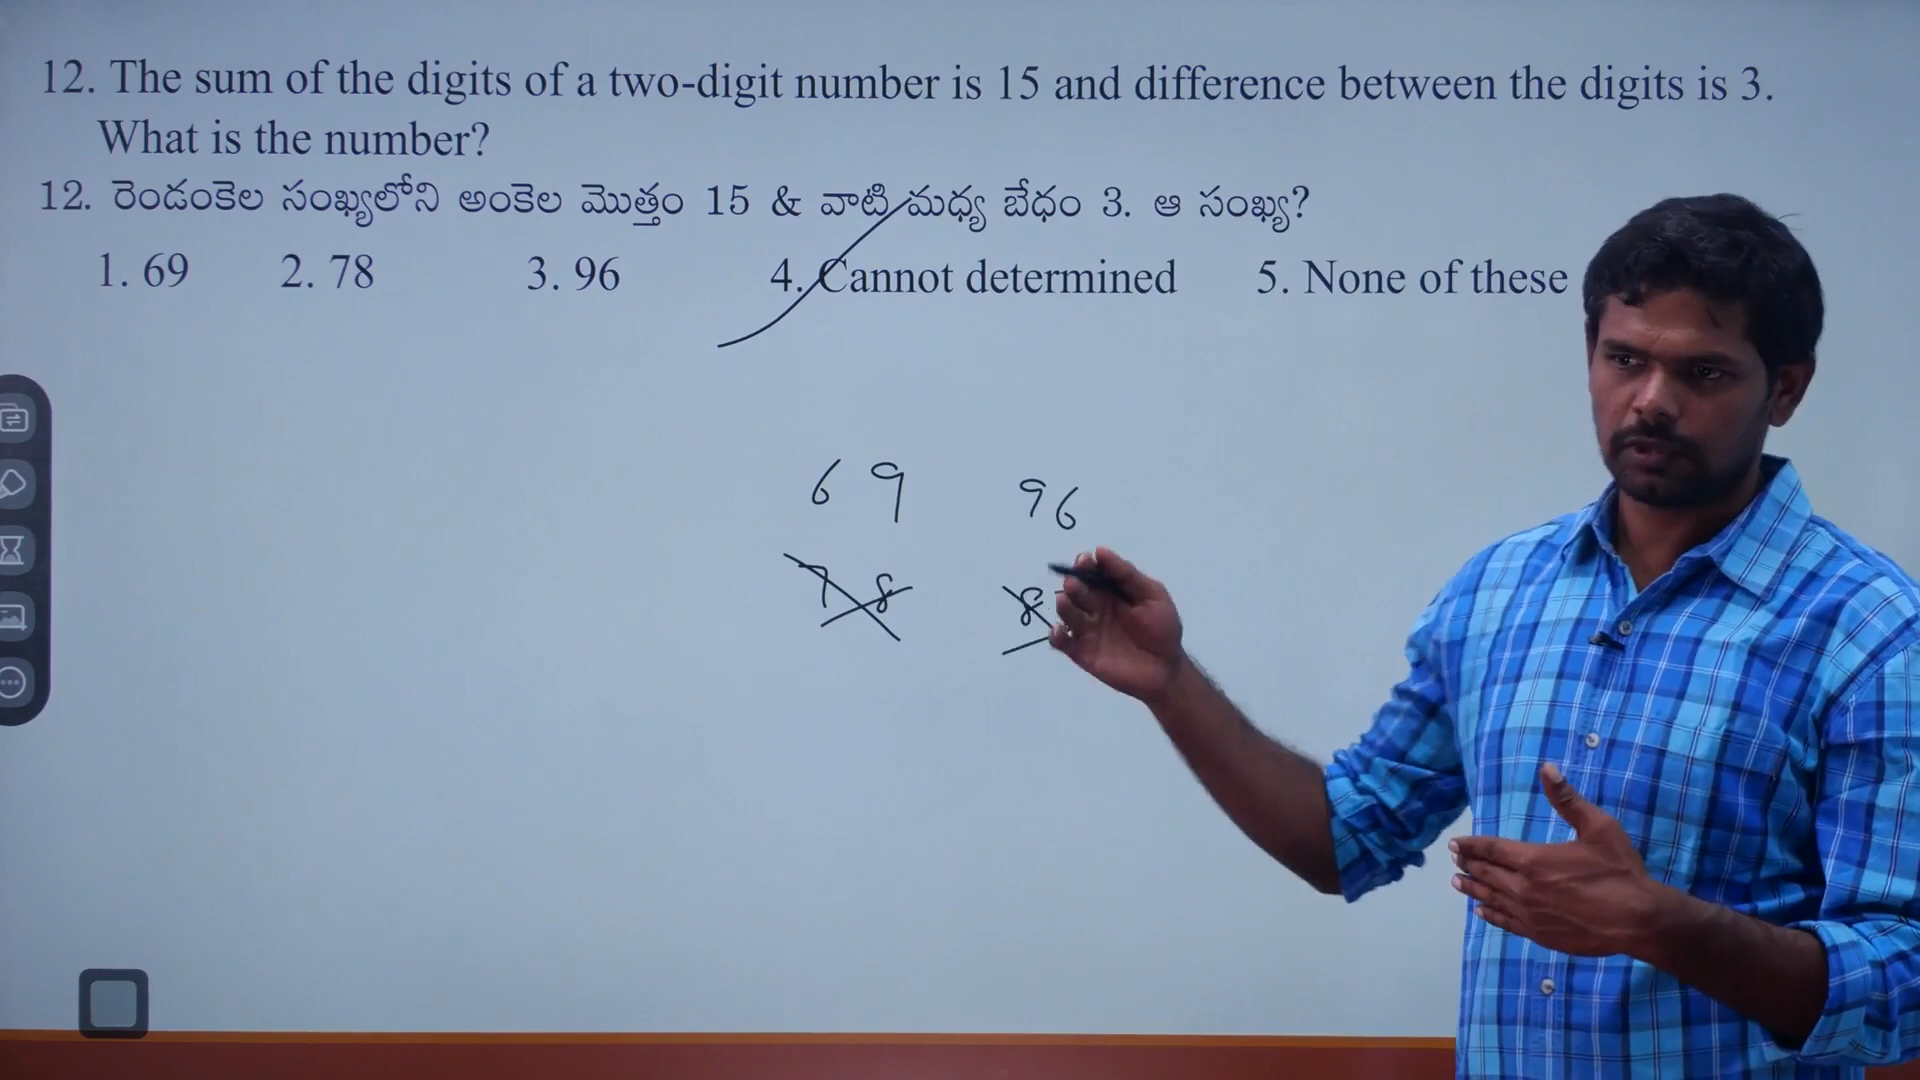 12. The sum of the digits of a two-digit number is 15 and difference between the digits is 3.
What is the number?
12. రెండంకెల సంఖ్యలోని అంకెల మొత్తం 15 & వాటి మధ్య బేధం 3. ఆ సంఖ్య?
1. 69 2. 78 3. 96 4. Cannot determined 5. None of these
69 96
78 8